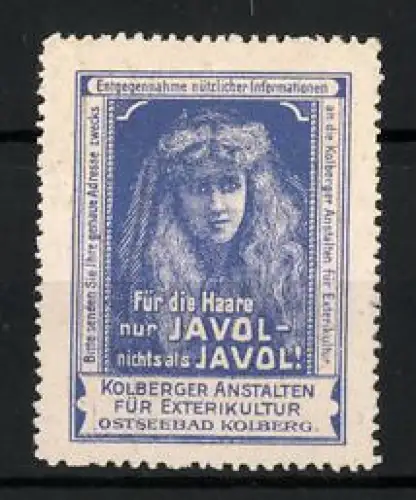 Bitte senden Sie Ihre genaue Adresse zwecks
Entgegennahme nützlicher Informationen
an die Kolberger Anstalten für Exterikultur.
Für die Haare
nur JAVOL-
nichts als JAVOL!
KOLBERGER ANSTALTEN
FÜR EXTERIKULTUR
OSTSEEBAD KOLBERG.